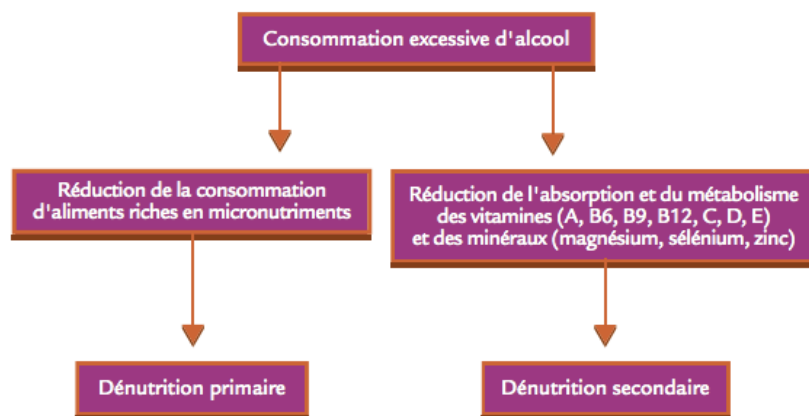 Consommation excessive d'alcool
Réduction de la consommation
d'aliments riches en micronutriments
Réduction de l'absorption et du métabolisme
des vitamines (A, B6, B9, B12, C, D, E)
et des minéraux (magnésium, sélénium, zinc)
Dénutrition primaire
Dénutrition secondaire